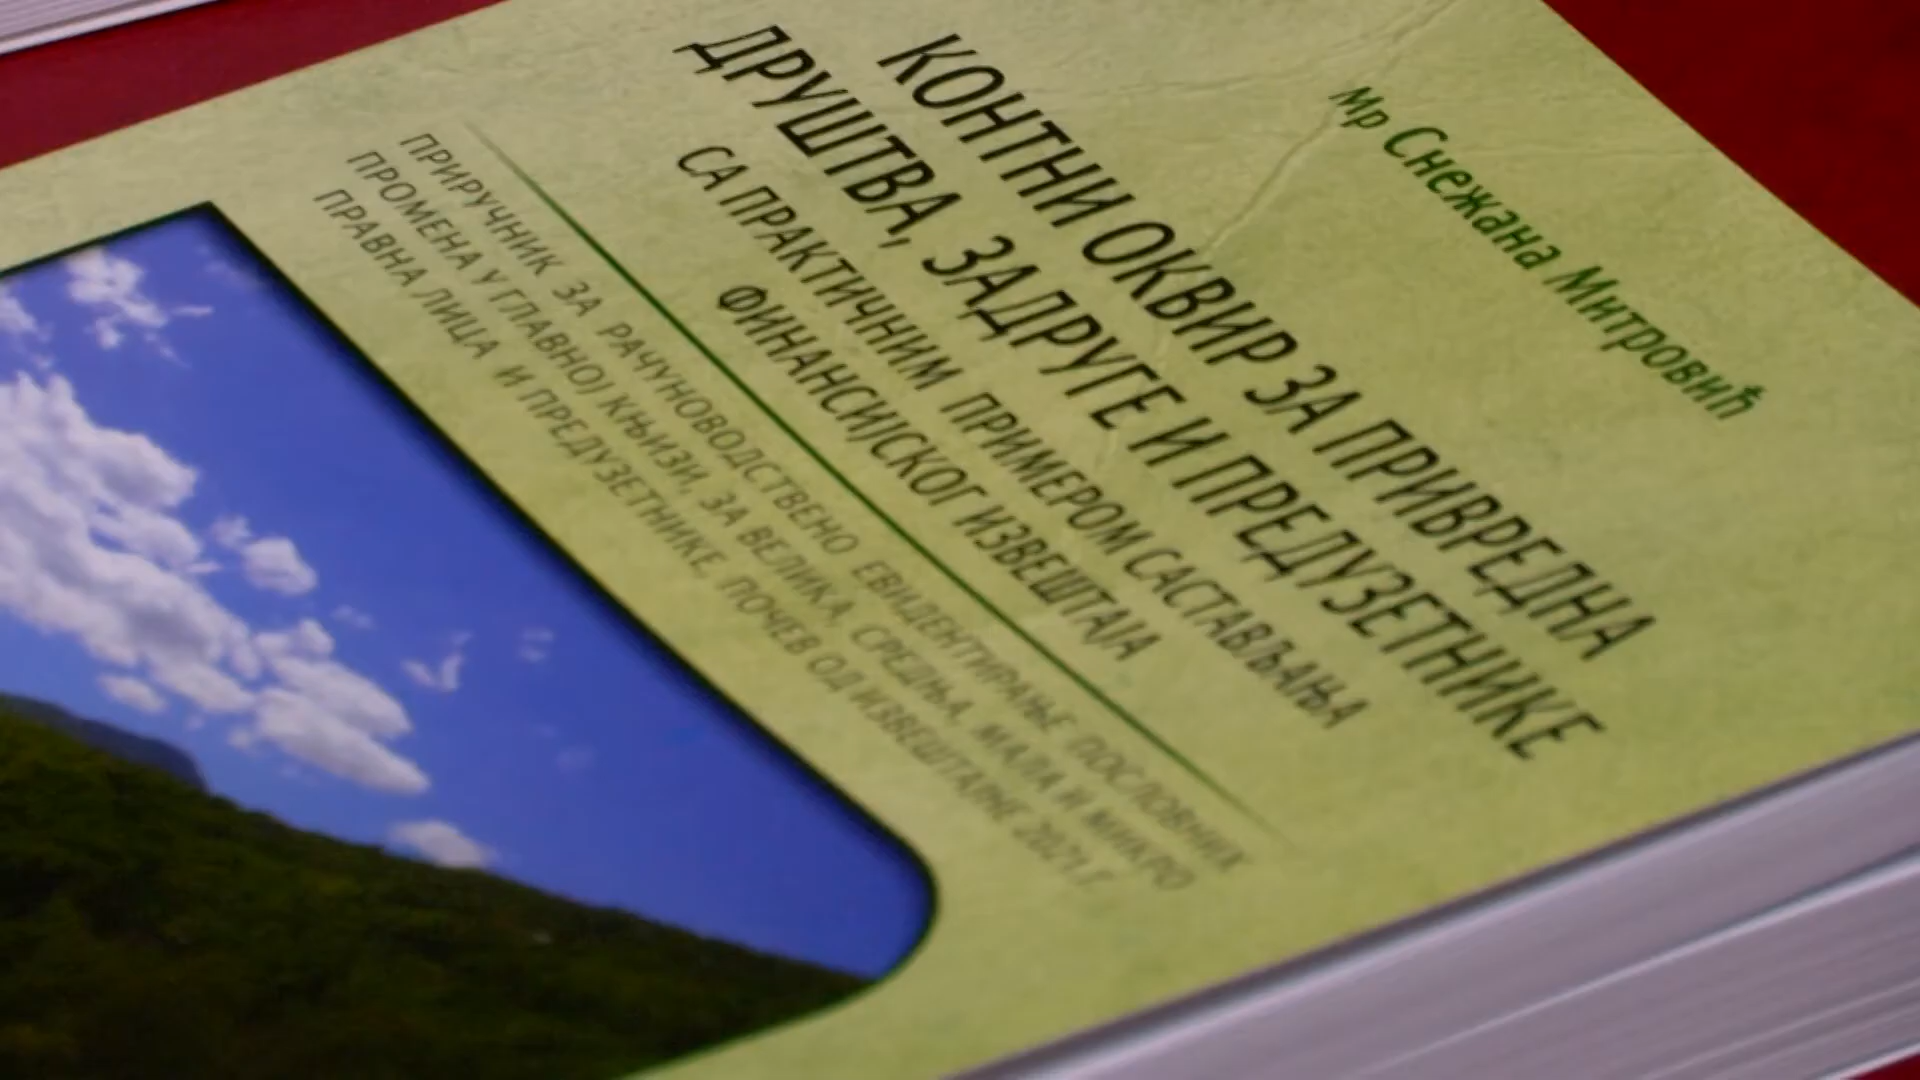 Мр Снежана Митровић
КОНТНИ ОКВИР ЗА ПРИВРЕДНА
ДРУШТВА, ЗАДРУГЕ И ПРЕДУЗЕТНИКЕ
СА ПРАКТИЧНИМ ПРИМЕРОМ САСТАВЉАЊА
ФИНАНСИЈСКОГ ИЗВЕШТАЈА
ПРИРУЧНИК ЗА РАЧУНОВОДСТВЕНО ЕВИДЕНТИРАЊЕ ПОСЛОВНИХ
ПРОМЕНА У ГЛАВНОЈ КЊИЗИ, ЗА ВЕЛИКА, СРЕДЊА, МАЛА И МИКРО
ПРАВНА ЛИЦА И ПРЕДУЗЕТНИКЕ, ПОЧЕВ ОД ИЗВЕШТАЈНЕ 2021. Г.